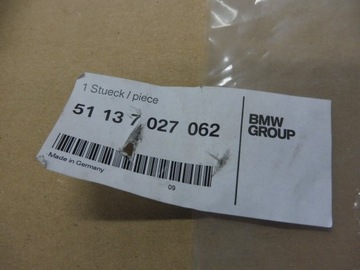 1 Stueck / piece
51 13 7 027 062
BMW
GROUP
Made in Germany
09